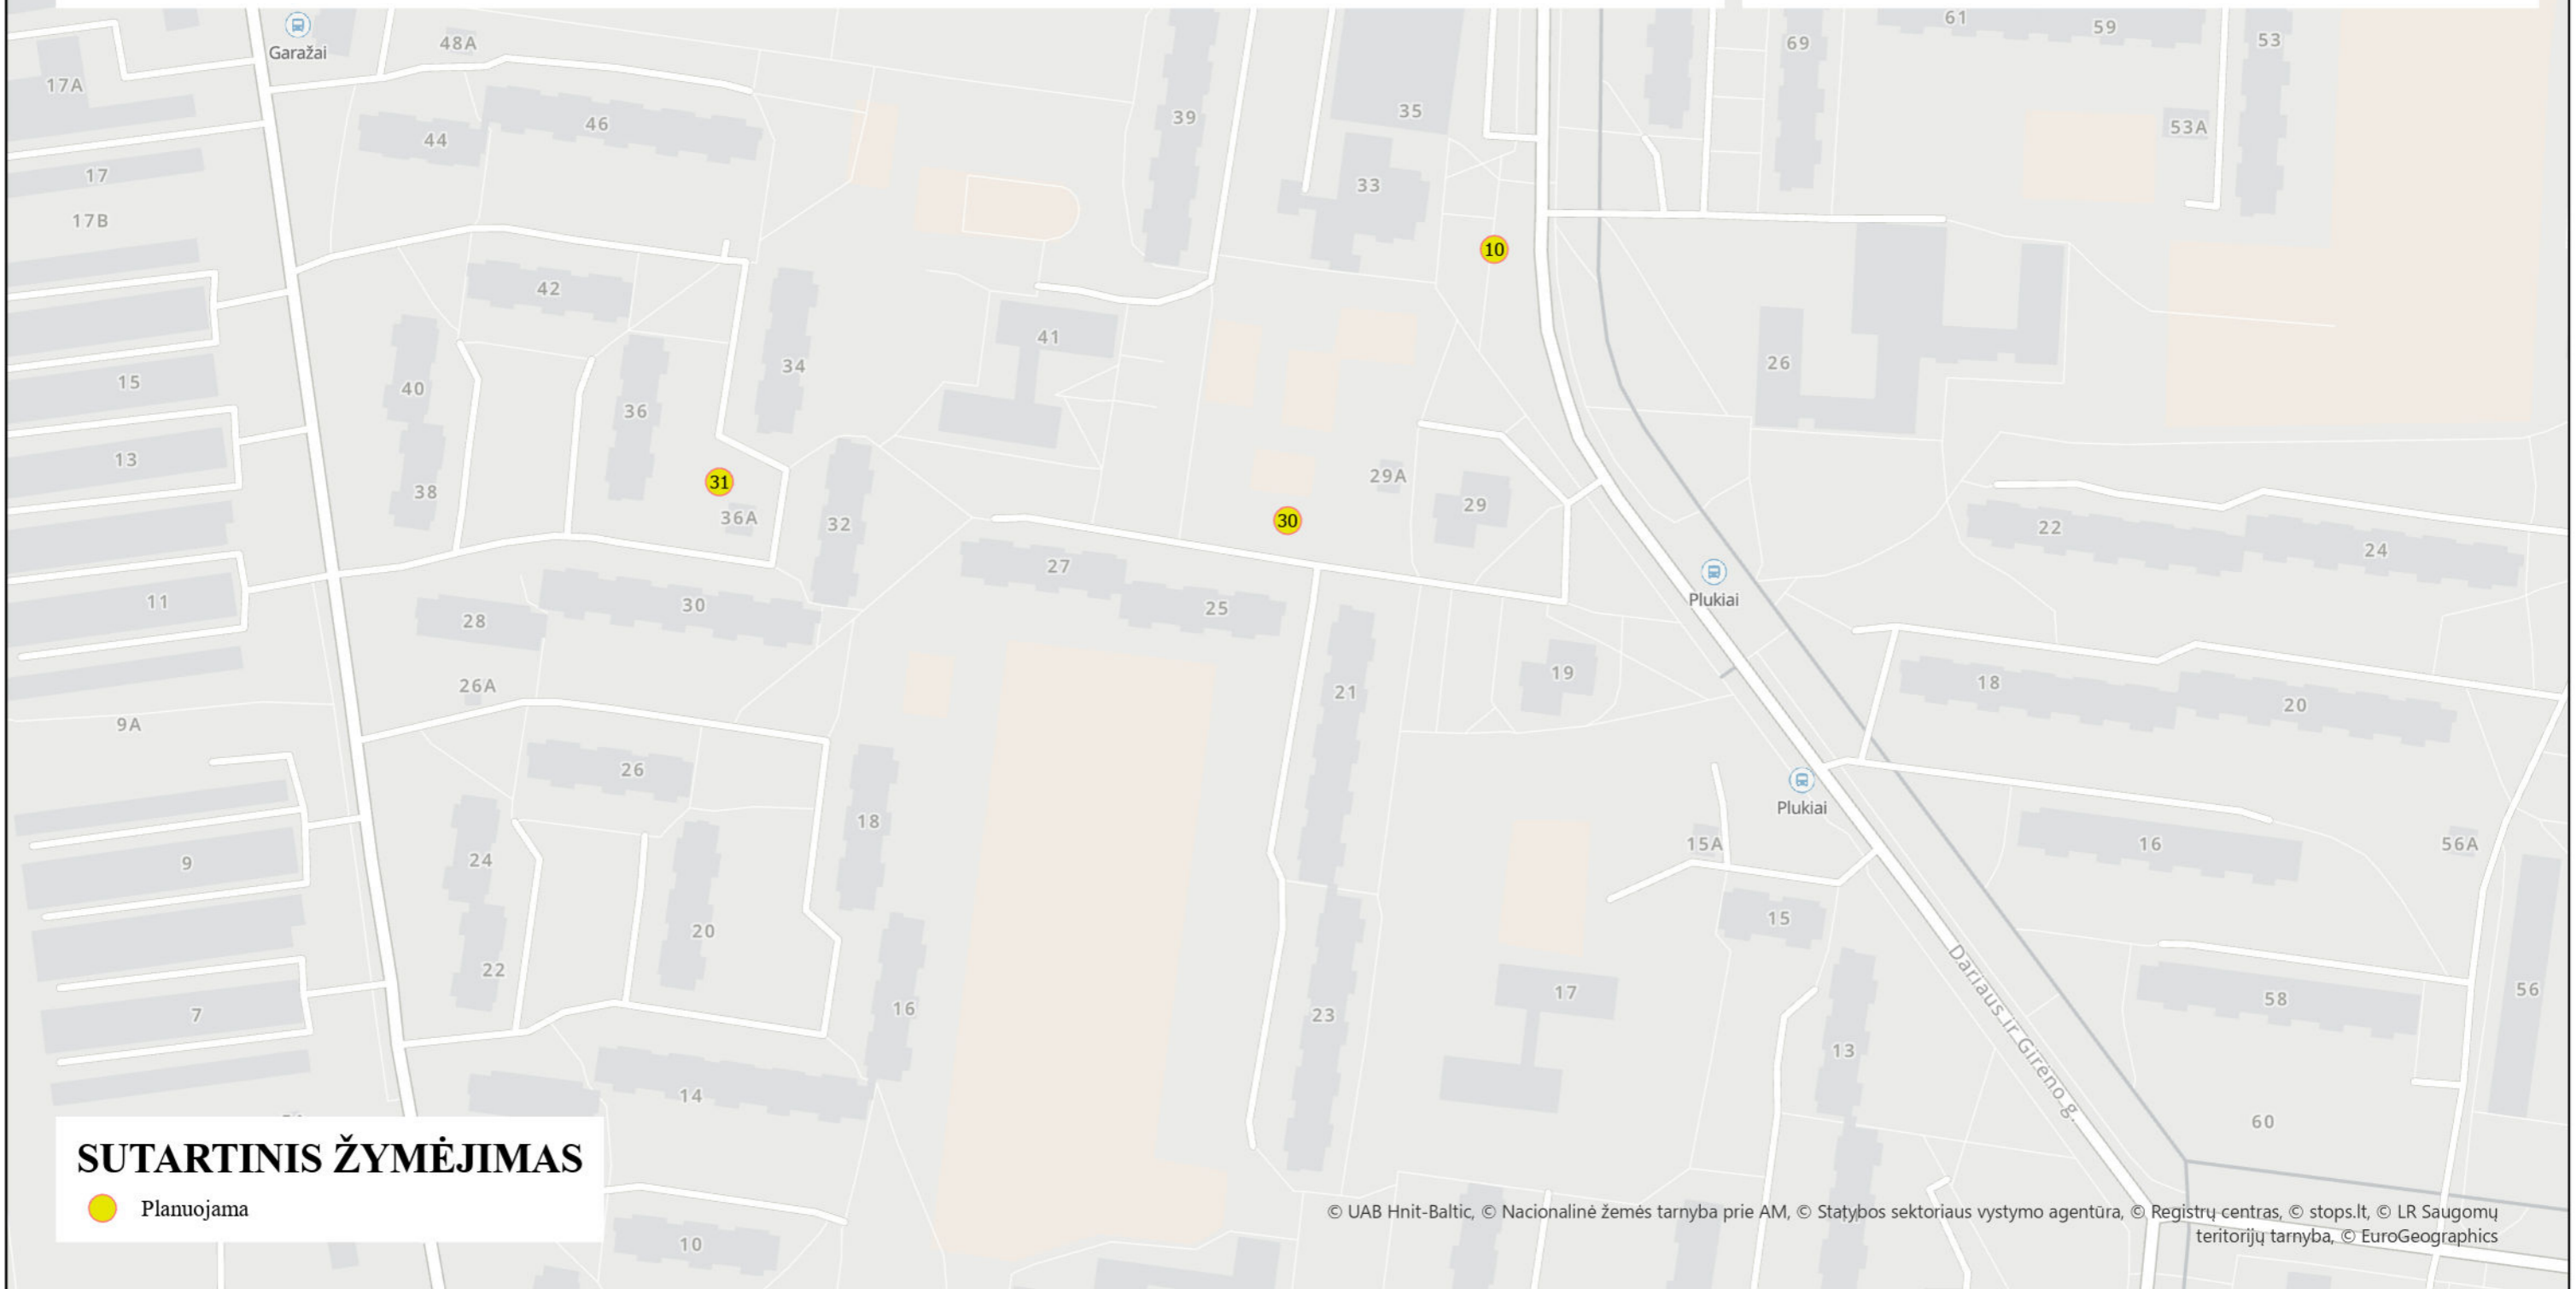 Garažai
48A
61
59
53
69
17A
39
35
46
44
53A
17
33
17B
10
42
41
34
26
15
40
36
13
29A
31
38
29
36A
30
32
22
24
27
Plukiai
11
30
25
28
19
26A
21
18
20
9A
26
Plukiai
18
15A
16
56A
24
9
15
20
22
56
17
58
16
7
23
Dariaus ir Girėno g.
13
14
60
SUTARTINIS ŽYMĖJIMAS
Planuojama
10
© UAB Hnit-Baltic, © Nacionalinė žemės tarnyba prie AM, © Statybos sektoriaus vystymo agentūra, © Registrų centras, © stops.lt, © LR Saugomų
teritorijų tarnyba, © EuroGeographics